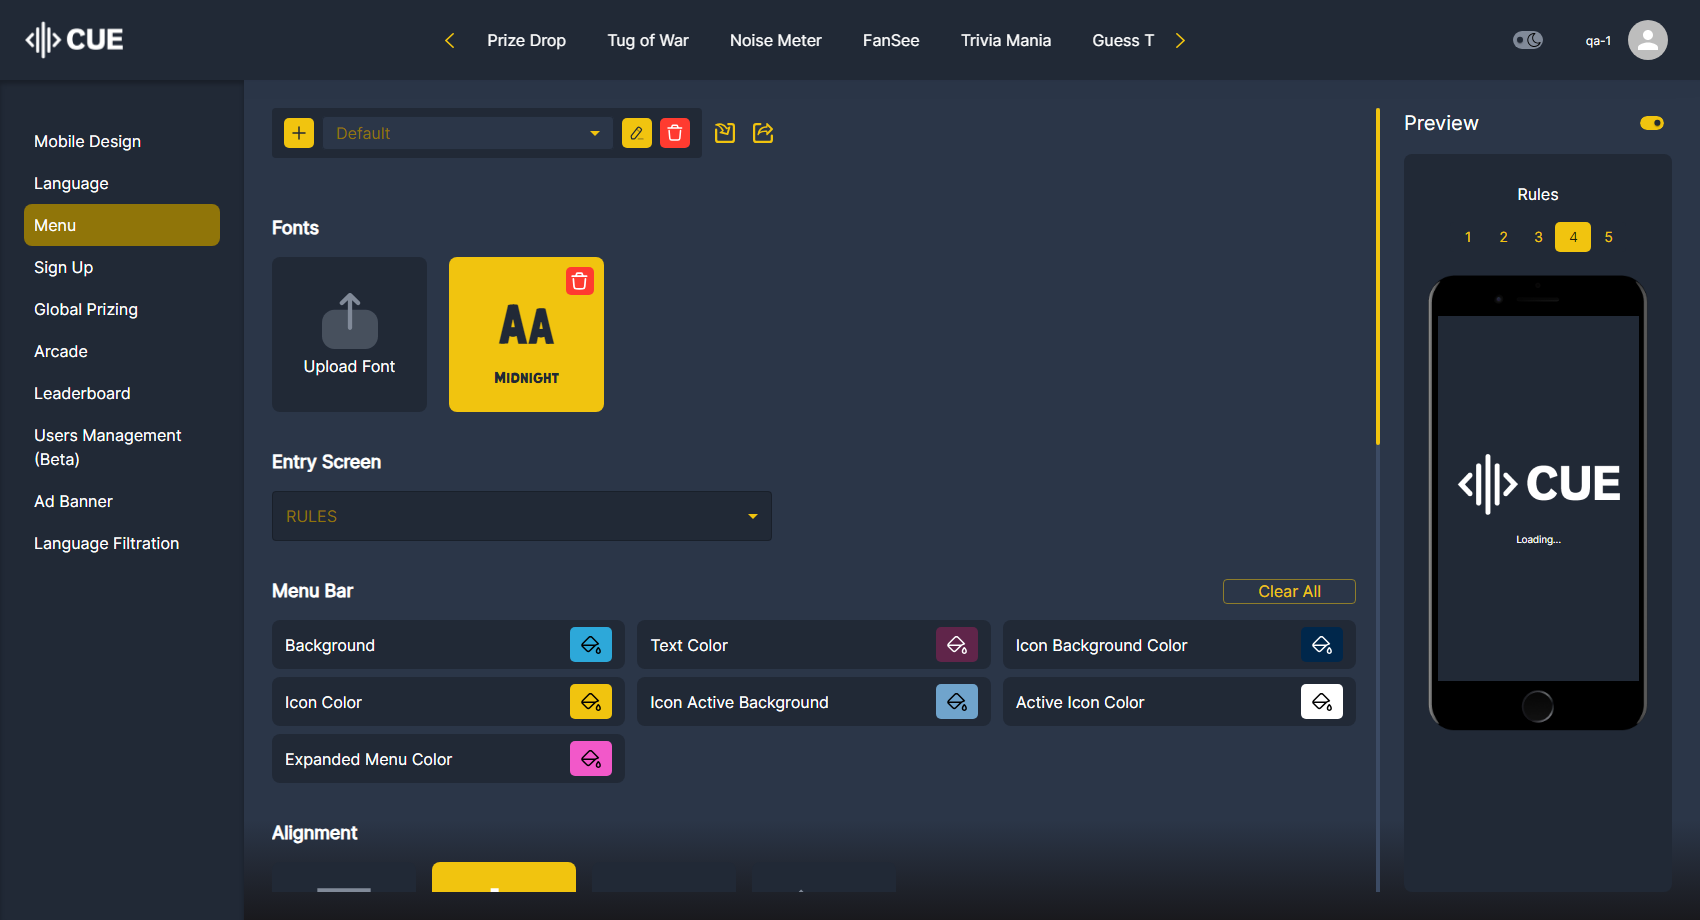 CUE
Prize Drop
Tug of War
Noise Meter
FanSee
Trivia Mania
Guess T
qa-1
Mobile Design
Language
Menu
Sign Up
Global Prizing
Arcade
Leaderboard
Users Management
(Beta)
Ad Banner
Language Filtration
Default
Fonts
Upload Font
AA
MIDNIGHT
Entry Screen
RULES
Menu Bar
Clear All
Background
Text Color
Icon Background Color
Icon Color
Icon Active Background
Active Icon Color
Expanded Menu Color
Alignment
Preview
Rules
1 2 3 4 5
CUE
Loading...